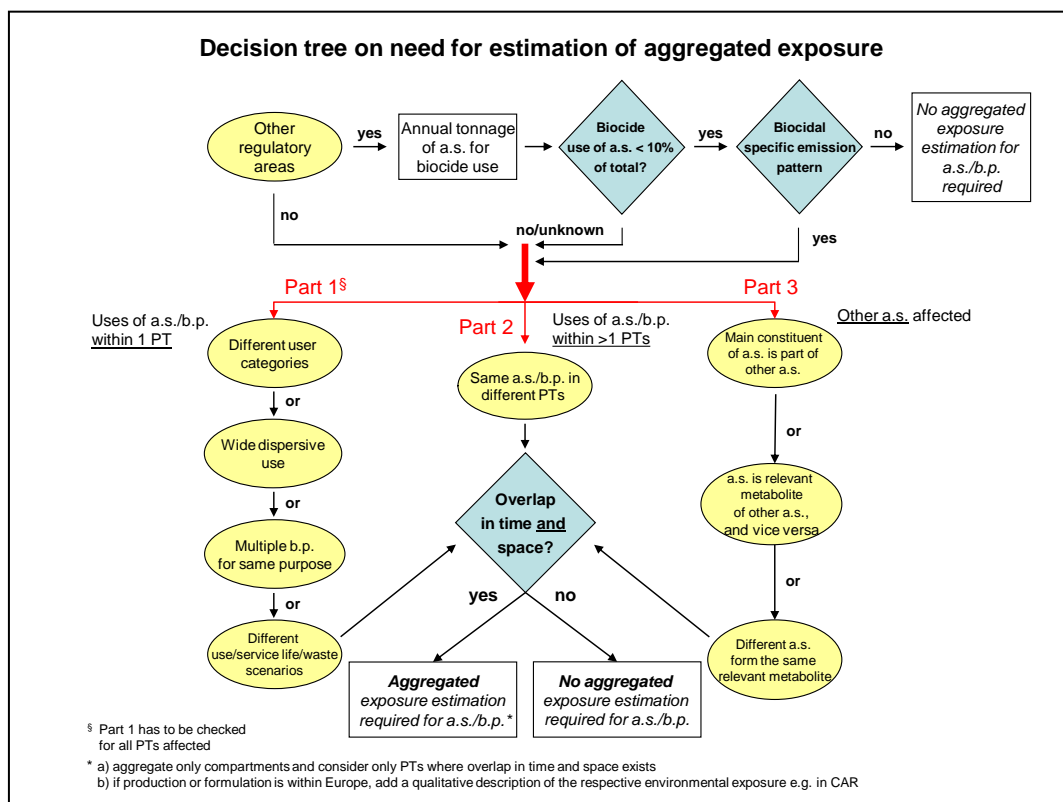 Decision tree on need for estimation of aggregated exposure
Other
regulatory
areas
yes
Annual tonnage
of a.s. for
biocide use
Biocide
use of a.s. < 10%
of total?
yes
Biocidal
specific emission
pattern
no
No aggregated
exposure
estimation for
a.s./b.p.
required
no
no/unknown
yes
Part 1§
Part 2
Part 3
Uses of a.s./b.p.
within 1 PT
Uses of a.s./b.p.
within >1 PTs
Other a.s. affected
Different user
categories
or
Wide dispersive
use
or
Multiple b.p.
for same purpose
or
Different
use/service life/waste
scenarios
Same a.s./b.p. in
different PTs
Overlap
in time and
space?
yes
no
Aggregated
exposure estimation
required for a.s./b.p.*
No aggregated
exposure estimation
required for a.s./b.p.
Main constituent
of a.s. is part of
other a.s.
or
a.s. is relevant
metabolite
of other a.s.,
and vice versa
or
Different a.s.
form the same
relevant metabolite
§ Part 1 has to be checked
for all PTs affected
* a) aggregate only compartments and consider only PTs where overlap in time and space exists
b) if production or formulation is within Europe, add a qualitative description of the respective environmental exposure e.g. in CAR